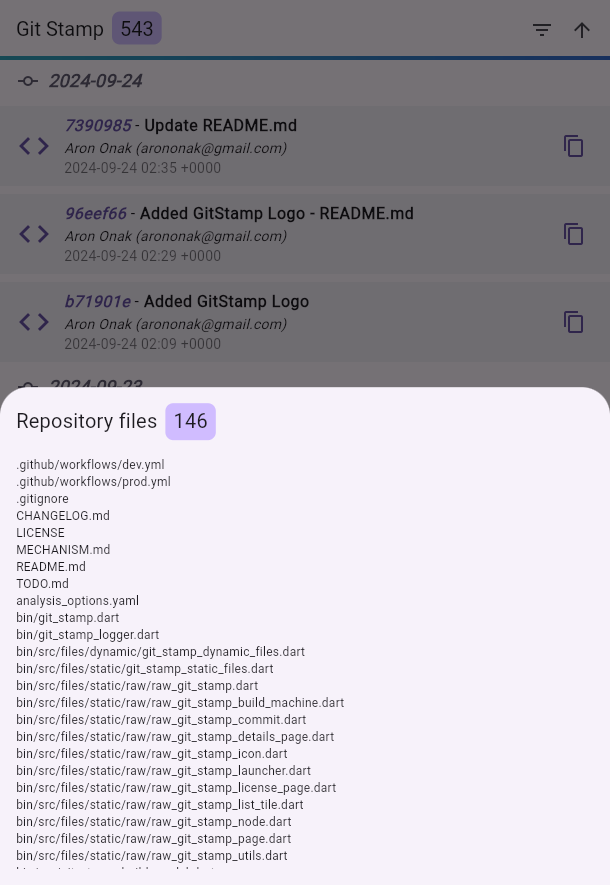 Git Stamp 543
2024-09-24
7390985 - Update README.md
Aron Onak (arononak@gmail.com)
2024-09-24 02:35 +0000
96eef66 - Added GitStamp Logo - README.md
Aron Onak (arononak@gmail.com)
2024-09-24 02:29 +0000
b71901e - Added GitStamp Logo
Aron Onak (arononak@gmail.com)
2024-09-24 02:09 +0000
2024-09-23
Repository files 146
.github/workflows/dev.yml
.github/workflows/prod.yml
.gitignore
CHANGELOG.md
LICENSE
MECHANISM.md
README.md
TODO.md
analysis_options.yaml
bin/git_stamp.dart
bin/git_stamp_logger.dart
bin/src/files/dynamic/git_stamp_dynamic_files.dart
bin/src/files/static/git_stamp_static_files.dart
bin/src/files/static/raw/raw_git_stamp.dart
bin/src/files/static/raw/raw_git_stamp_build_machine.dart
bin/src/files/static/raw/raw_git_stamp_commit.dart
bin/src/files/static/raw/raw_git_stamp_details_page.dart
bin/src/files/static/raw/raw_git_stamp_icon.dart
bin/src/files/static/raw/raw_git_stamp_launcher.dart
bin/src/files/static/raw/raw_git_stamp_license_page.dart
bin/src/files/static/raw/raw_git_stamp_list_tile.dart
bin/src/files/static/raw/raw_git_stamp_node.dart
bin/src/files/static/raw/raw_git_stamp_page.dart
bin/src/files/static/raw/raw_git_stamp_utils.dart